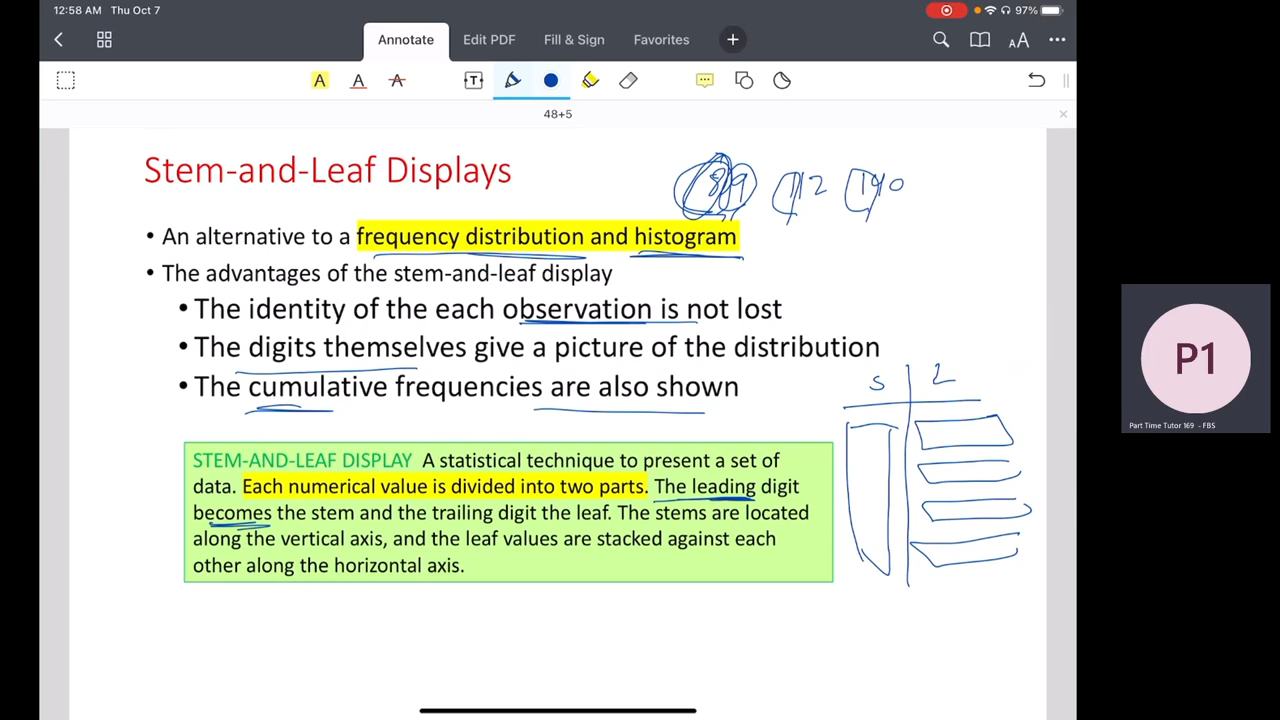 12:58 AM Thu Oct 7 97%
Annotate Edit PDF Fill & Sign Favorites
A A A T AA
48+5
Stem-and-Leaf Displays
89 112 140
• An alternative to a frequency distribution and histogram
• The advantages of the stem-and-leaf display
• The identity of the each observation is not lost
• The digits themselves give a picture of the distribution
• The cumulative frequencies are also shown
S L
STEM-AND-LEAF DISPLAY A statistical technique to present a set of
data. Each numerical value is divided into two parts. The leading digit
becomes the stem and the trailing digit the leaf. The stems are located
along the vertical axis, and the leaf values are stacked against each
other along the horizontal axis.
P1
Part Time Tutor 169 - FBS